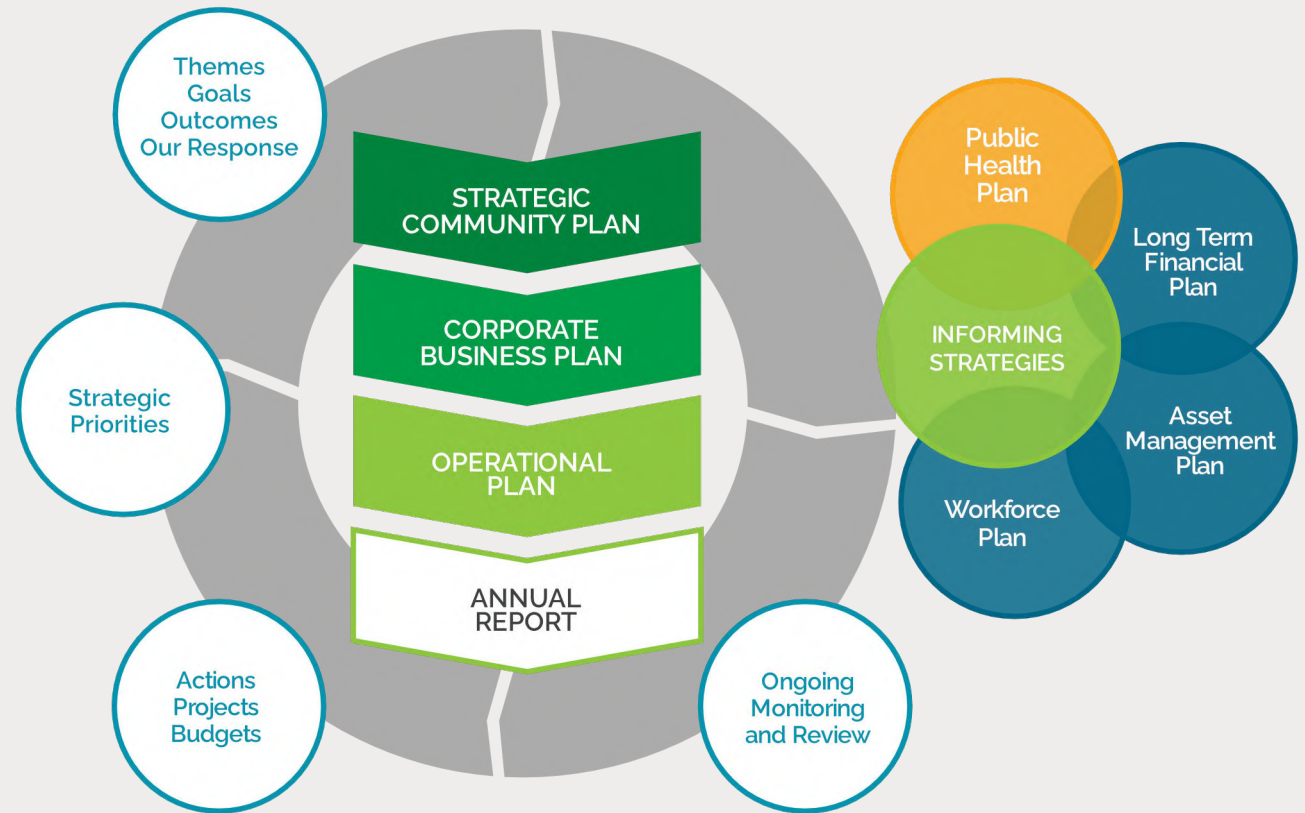 Themes
Goals
Outcomes
Our Response
STRATEGIC
COMMUNITY PLAN
Strategic
Priorities
CORPORATE
BUSINESS PLAN
OPERATIONAL
PLAN
ANNUAL
REPORT
Actions
Projects
Budgets
Ongoing
Monitoring
and Review
Public
Health
Plan
Long Term
Financial
Plan
INFORMING
STRATEGIES
Asset
Management
Plan
Workforce
Plan